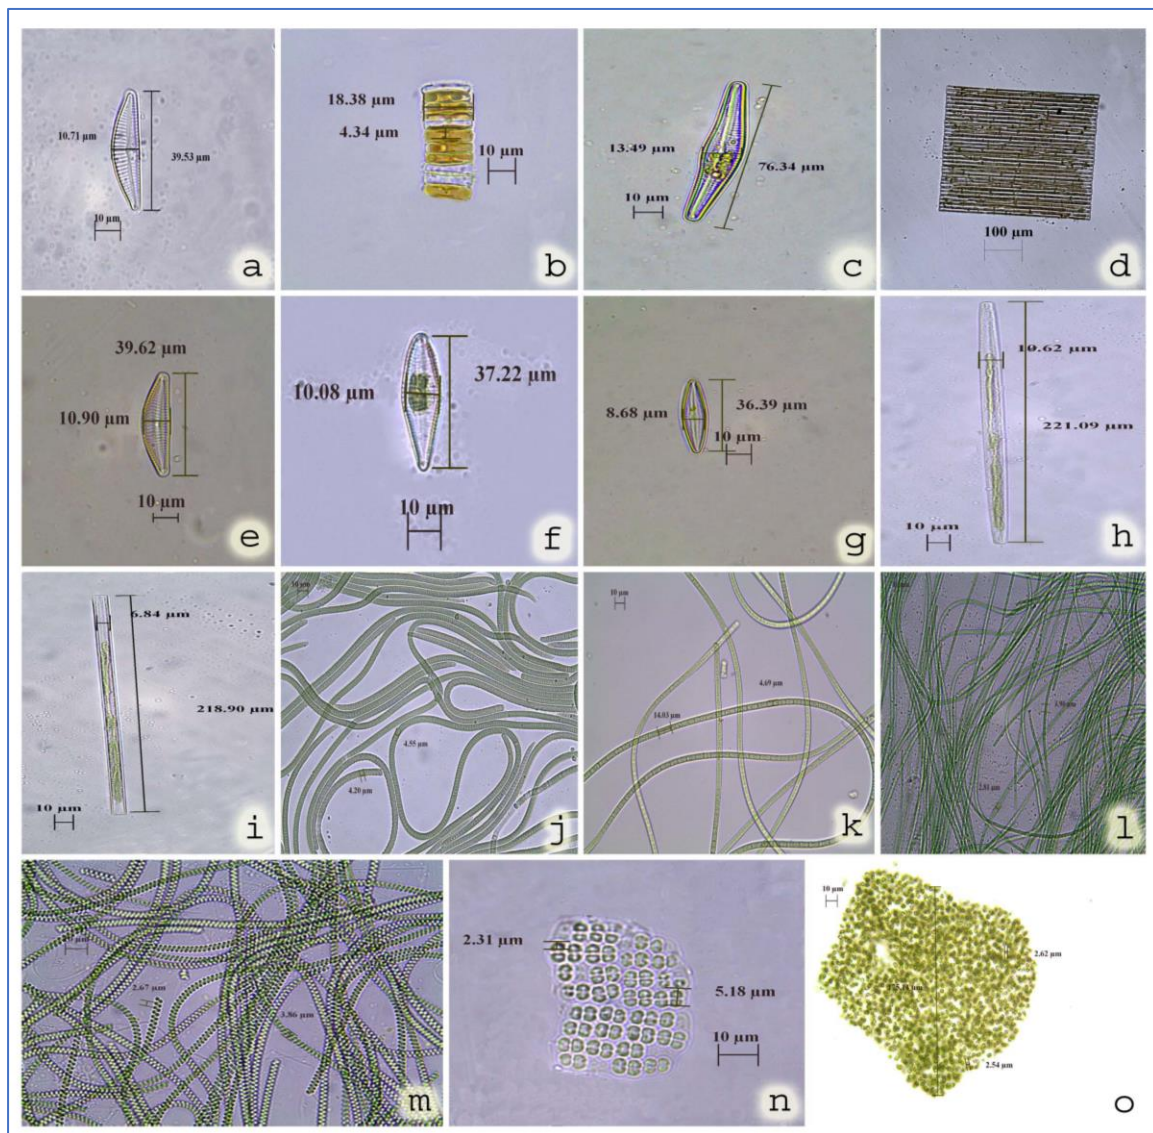 10.71 µm
39.53 µm
10 µm
a
18.38 µm
4.34 µm
10 µm
b
13.49 µm
76.34 µm
10 µm
c
100 µm
d
39.62 µm
10.90 µm
10 µm
e
10.08 µm
37.22 µm
10 µm
f
8.68 µm
36.39 µm
10 µm
g
10.62 µm
221.09 µm
10 µm
h
6.84 µm
218.90 µm
10 µm
i
10 µm
4.55 µm
4.20 µm
j
10 µm
4.69 µm
14.03 µm
k
l
10 µm
2.67 µm
3.86 µm
m
2.31 µm
5.18 µm
10 µm
n
10 µm
2.62 µm
2.54 µm
o